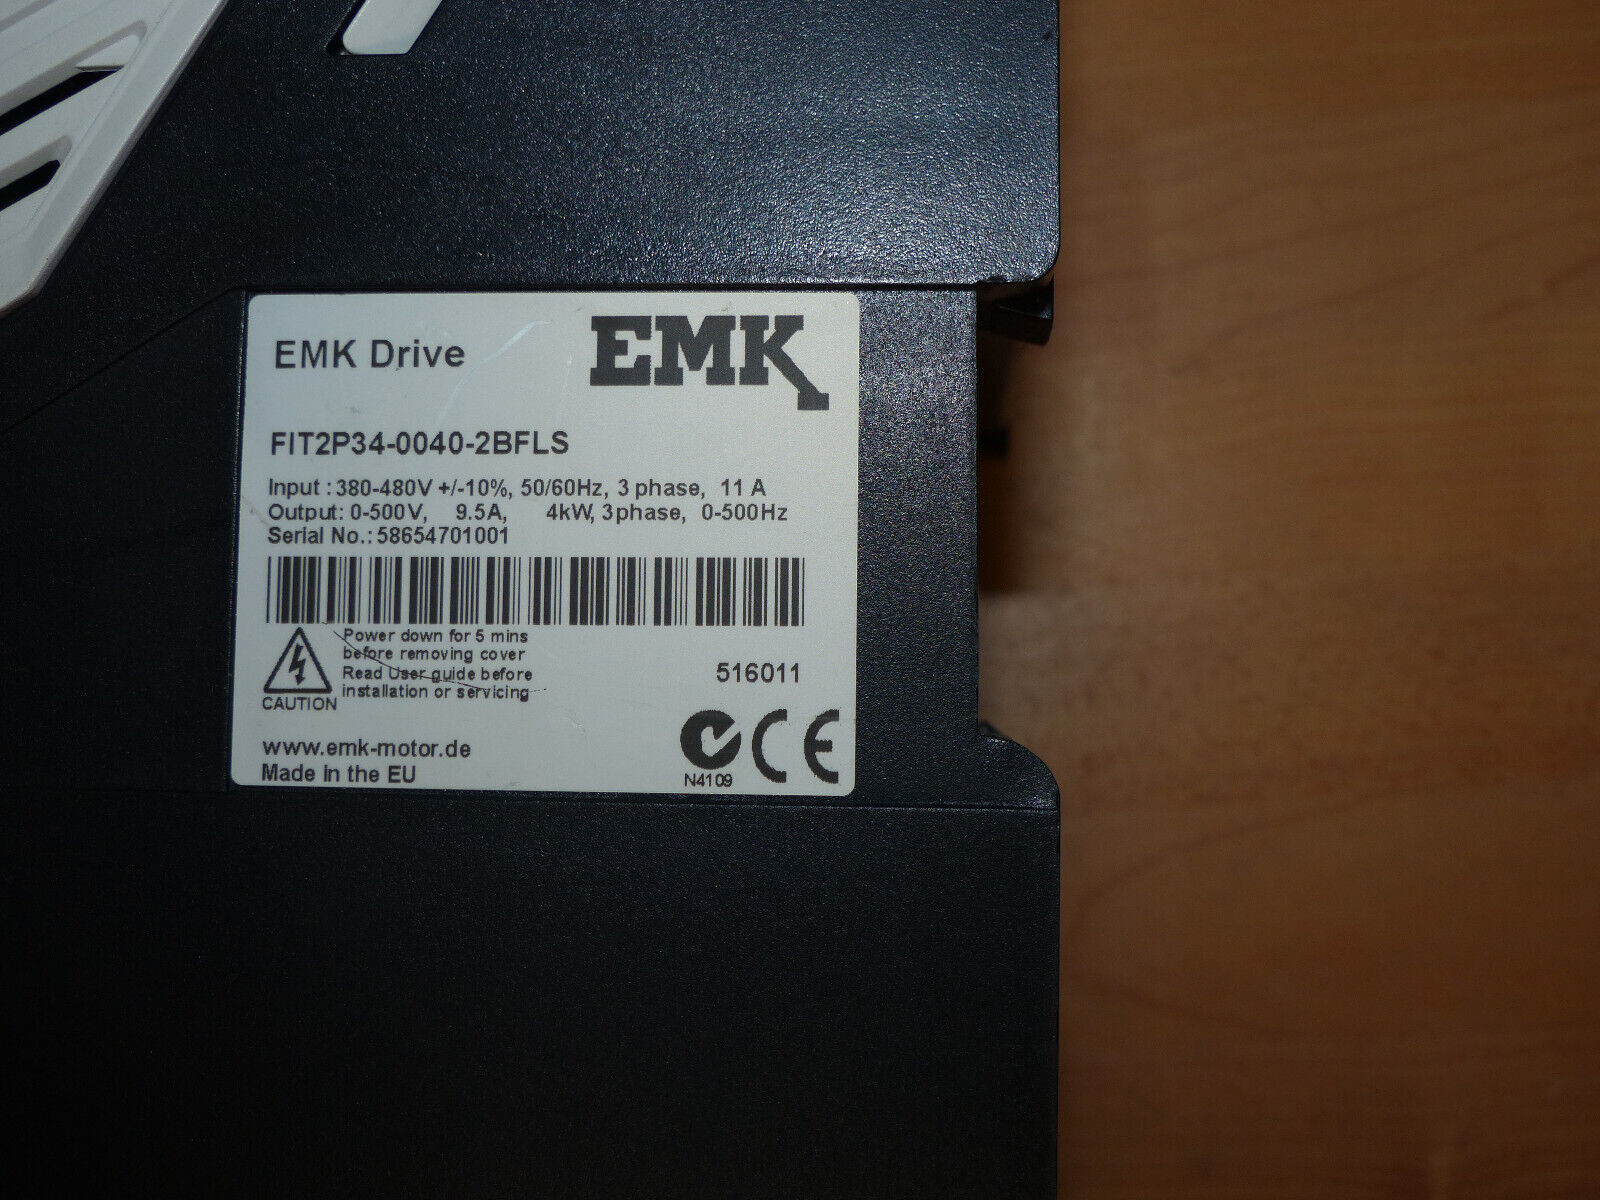 EMK Drive
EMK
FIT2P34-0040-2BFLS
Input : 380-480V +/-10%, 50/60Hz, 3 phase, 11 A
Output: 0-500V, 9.5A, 4kW, 3phase, 0-500Hz
Serial No.: 58654701001
Power down for 5 mins
before removing cover
Read User guide before
installation or servicing
CAUTION
516011
N4109
CE
www.emk-motor.de
Made in the EU